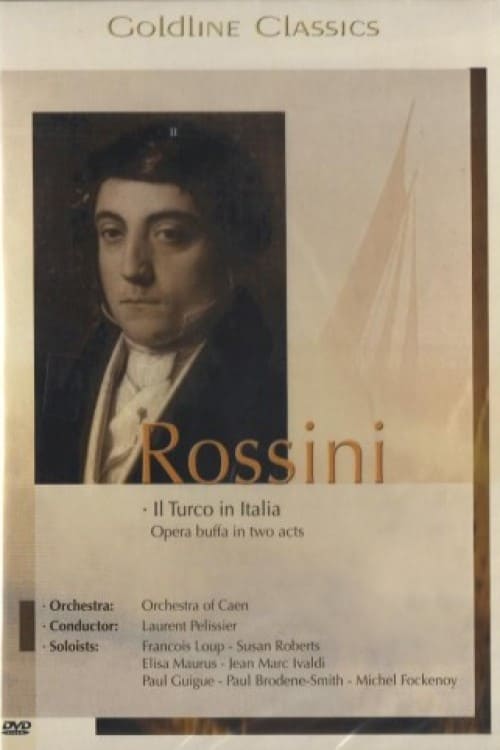 Goldline Classics
Rossini
· Il Turco in Italia
Opera buffa in two acts
· Orchestra: Orchestra of Caen
· Conductor: Laurent Pelissier
· Soloists: Francois Loup - Susan Roberts
Elisa Maurus - Jean Marc Ivaldi
Paul Guigue - Paul Brodene-Smith - Michel Fockenoy
DVD